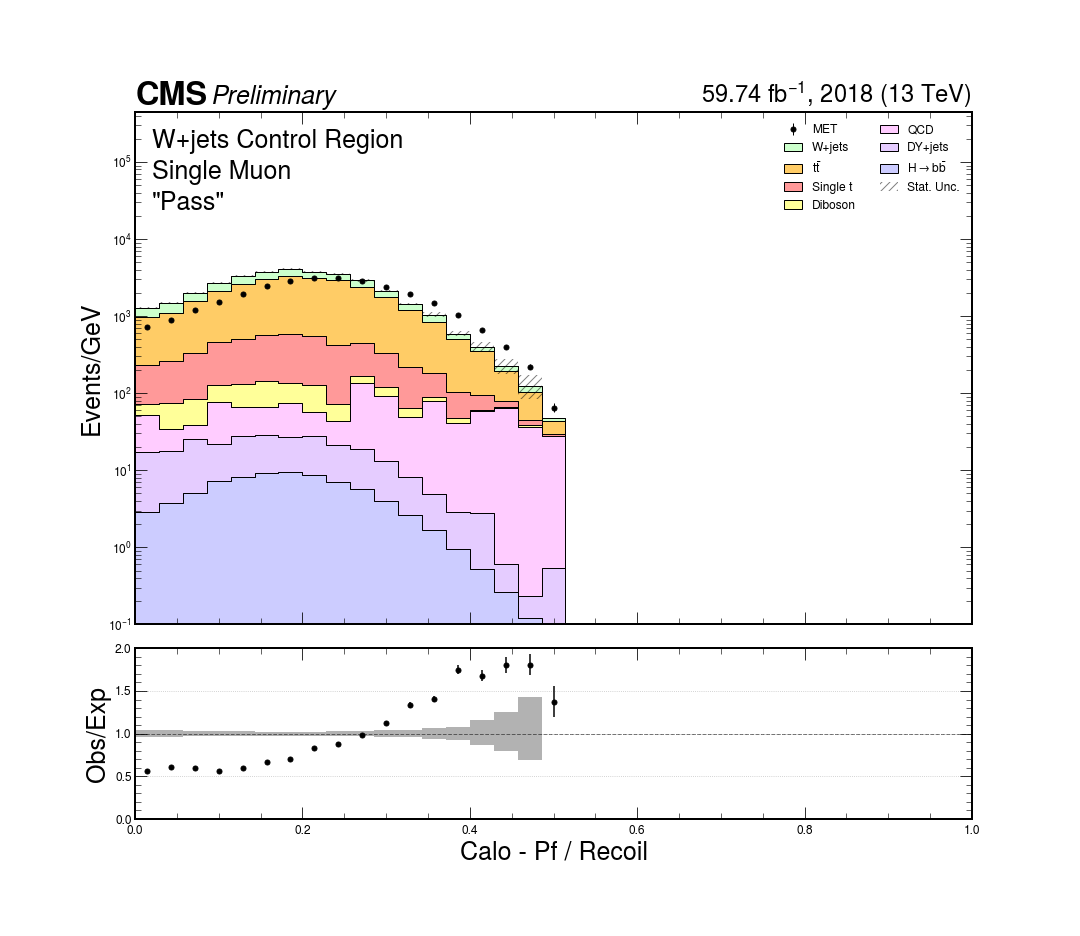 CMS Preliminary
59.74 fb⁻¹, 2018 (13 TeV)
W+jets Control Region
Single Muon
"Pass"
MET
W+jets
tt̄
Single t
Diboson
QCD
DY+jets
H→bb̄
Stat. Unc.
Events/GeV
10⁵
10⁴
10³
10²
10¹
10⁰
10⁻¹
Obs/Exp
2.0
1.5
1.0
0.5
0.0
0.0 0.2 0.4 0.6 0.8 1.0
Calo - Pf / Recoil